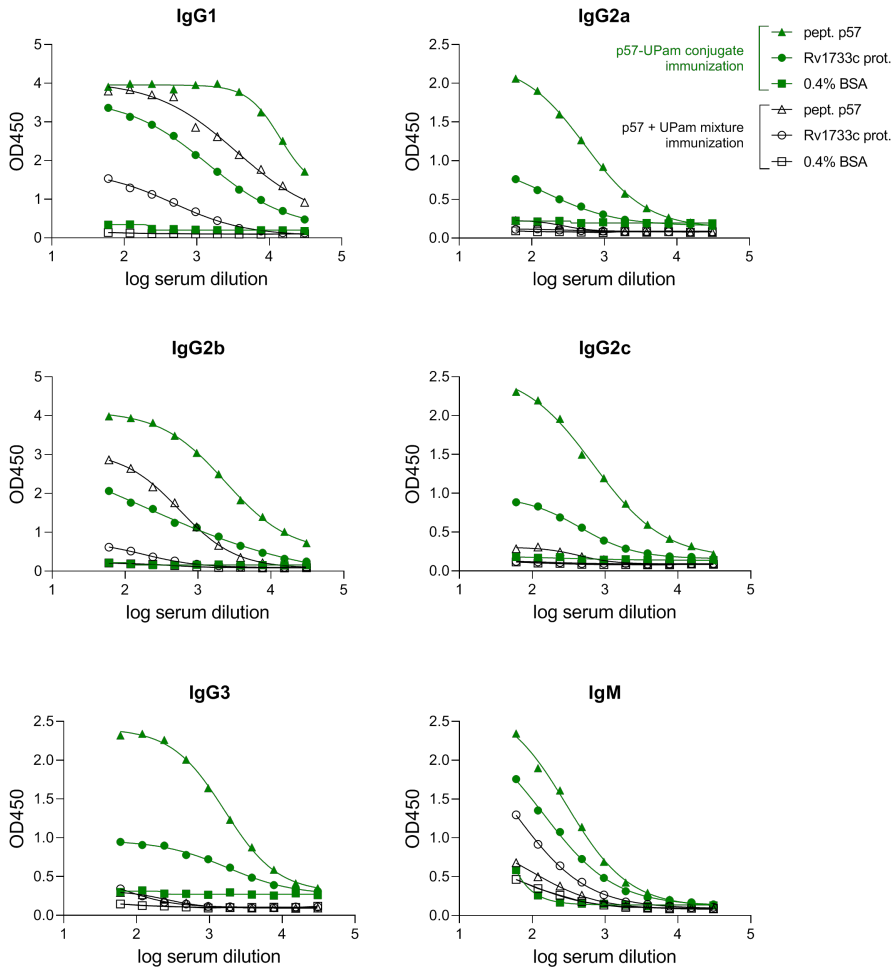 IgG1
5
4
3
2
1
0
OD450
1 2 3 4 5
log serum dilution
IgG2a
2.5
2.0
1.5
1.0
0.5
0.0
OD450
1 2 3 4 5
log serum dilution
p57-UPam conjugate
immunization
pept. p57
Rv1733c prot.
0.4% BSA
p57 + UPam mixture
immunization
pept. p57
Rv1733c prot.
0.4% BSA
IgG2b
5
4
3
2
1
0
OD450
1 2 3 4 5
log serum dilution
IgG2c
2.5
2.0
1.5
1.0
0.5
0.0
OD450
1 2 3 4 5
log serum dilution
IgG3
2.5
2.0
1.5
1.0
0.5
0.0
OD450
1 2 3 4 5
log serum dilution
IgM
2.5
2.0
1.5
1.0
0.5
0.0
OD450
1 2 3 4 5
log serum dilution